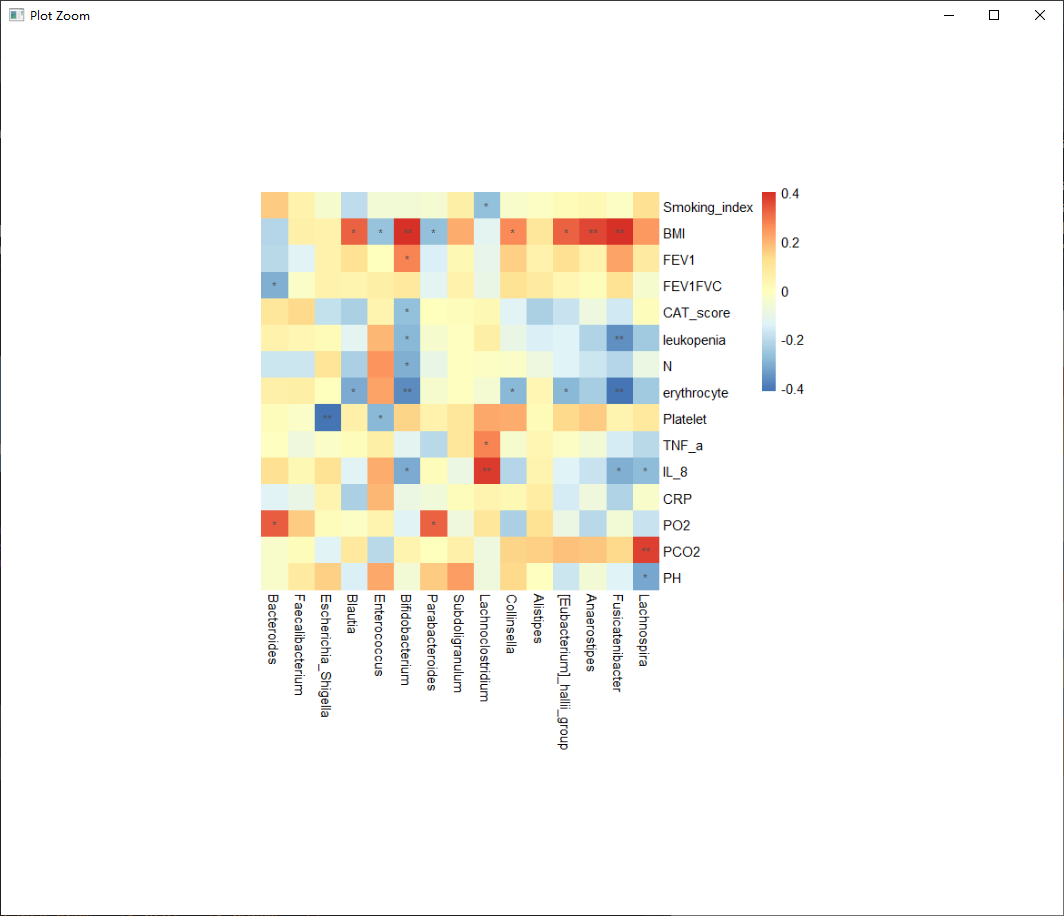 Plot Zoom
0.4
0.2
0
-0.2
-0.4
* Smoking_index
* * ** * * * ** ** BMI
* FEV1
* FEV1FVC
* CAT_score
* ** leukopenia
* N
* ** * * ** erythrocyte
** * Platelet
* TNF_a
* ** * * IL_8
CRP
* * PO2
** PCO2
* PH
Bacteroides
Faecalibacterium
Escherichia_Shigella
Blautia
Enterococcus
Bifidobacterium
Parabacteroides
Subdoligranulum
Lachnoclostridium
Collinsella
Alistipes
[Eubacterium]_hallii_group
Anaerostipes
Fusicatenibacter
Lachnospira